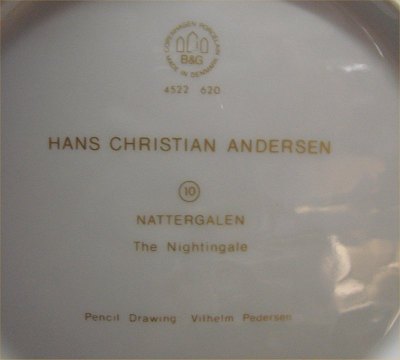 COPENHAGEN PORCELAIN
B&G
MADE IN DENMARK
4522 620
HANS CHRISTIAN ANDERSEN
10
NATTERGALEN
The Nightingale
Pencil Drawing: Vilhelm Pedersen